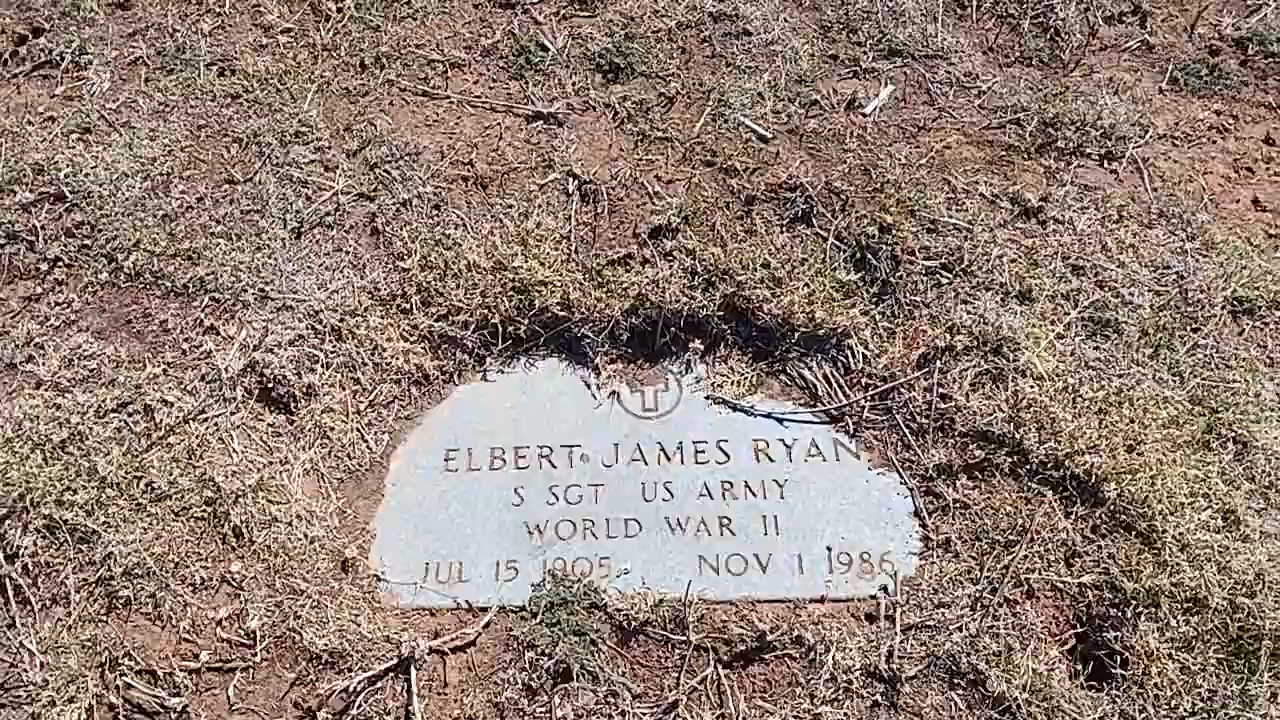 ELBERT JAMES RYAN
S SGT US ARMY
WORLD WAR II
JUL 15 1905 NOV 1 1986